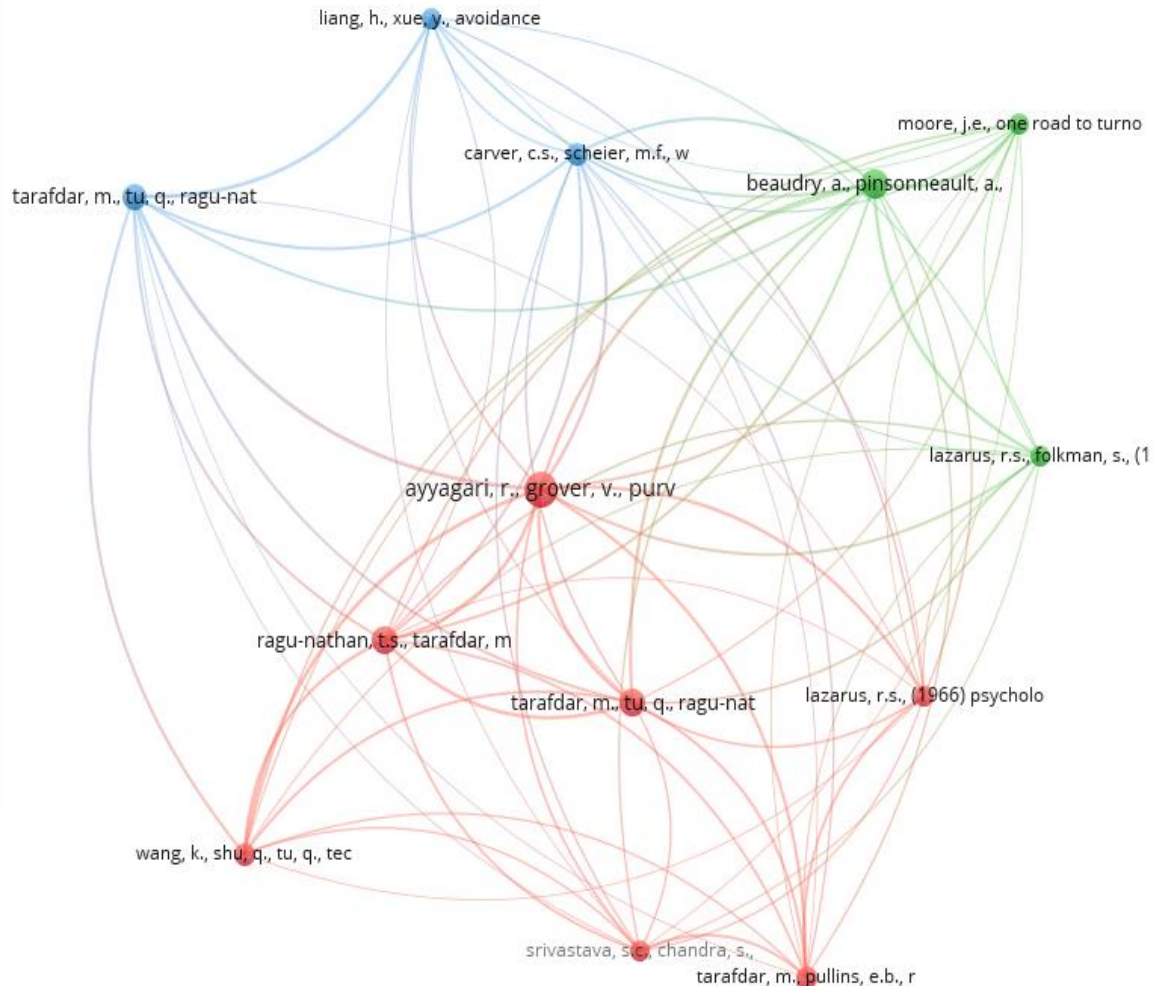 liang, h., xue, y., avoidance
moore, j.e., one road to turno
carver, c.s., scheier, m.f., w
beaudry, a., pinsonneault, a.,
tarafdar, m., tu, q., ragu-nat
lazarus, r.s., folkman, s., (1
ayyagari, r., grover, v., purv
ragu-nathan, t.s., tarafdar, m
lazarus, r.s., (1966) psycholo
tarafdar, m., tu, q., ragu-nat
wang, k., shu, q., tu, q., tec
srivastava, s.c., chandra, s.,
tarafdar, m., pullins, e.b., r